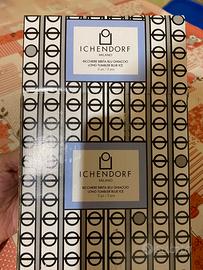 ICHENDORF
MILANO
BICCHIERE BIBITA BLU GHIACCIO
LONG TUMBLER BLUE ICE
ICHENDORF
MILANO
BICCHIERE BIBITA BLU GHIACCIO
LONG TUMBLER BLUE ICE